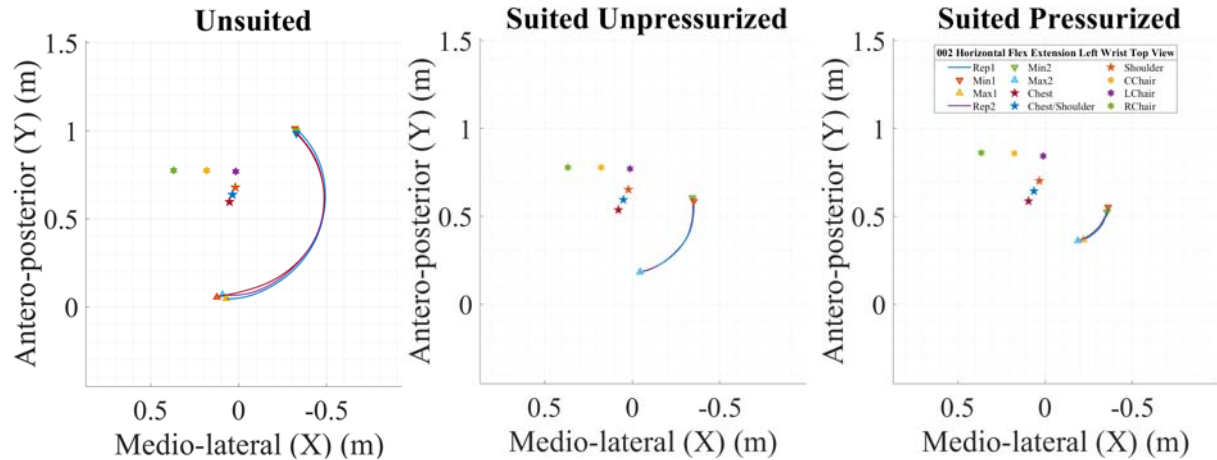 Unsuited
Suited Unpressurized
Suited Pressurized
Antero-posterior (Y) (m)
1.5
1
0.5
0
0.5
0
-0.5
Medio-lateral (X) (m)
Antero-posterior (Y) (m)
1.5
1
0.5
0
0.5
0
-0.5
Medio-lateral (X) (m)
Antero-posterior (Y) (m)
1.5
1
0.5
0
0.5
0
-0.5
Medio-lateral (X) (m)
002 Horizontal Flex Extension Left Wrist Top View
Rep1 Min2 Shoulder
Min1 Max2 CChair
Max1 Chest LChair
Rep2 Chest/Shoulder RChair